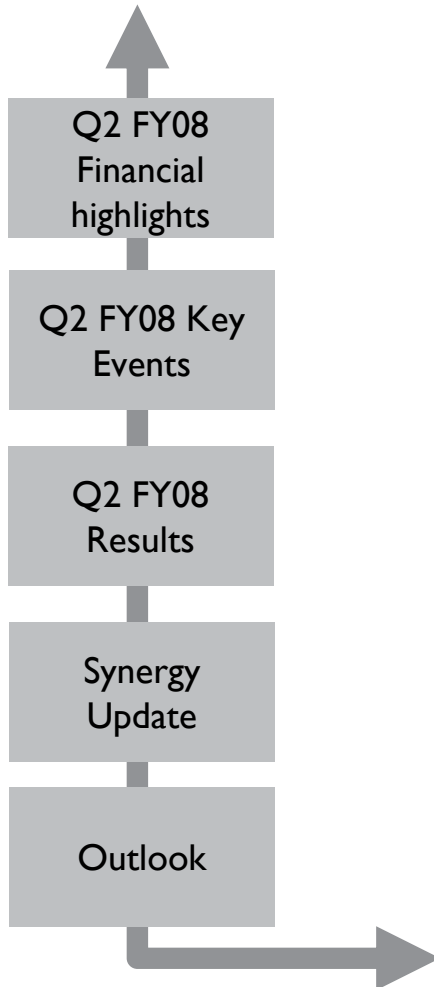 Q2 FY08
Financial
highlights
Q2 FY08 Key
Events
Q2 FY08
Results
Synergy
Update
Outlook